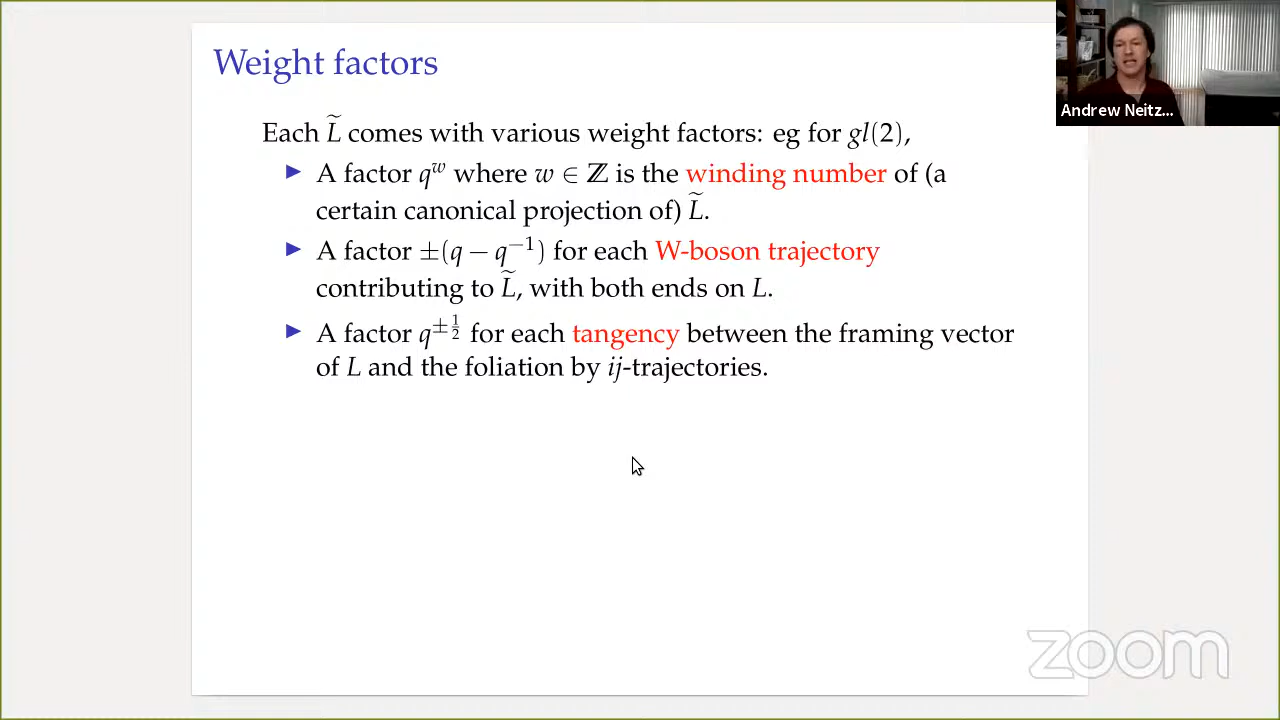 Weight factors
Andrew Neitz...
Each L̃ comes with various weight factors: eg for gl(2),
▶ A factor q^w where w ∈ ℤ is the winding number of (a
certain canonical projection of) L̃.
▶ A factor ±(q − q^{−1}) for each W-boson trajectory
contributing to L̃, with both ends on L.
▶ A factor q^{±1/2} for each tangency between the framing vector
of L and the foliation by ij-trajectories.
zoom